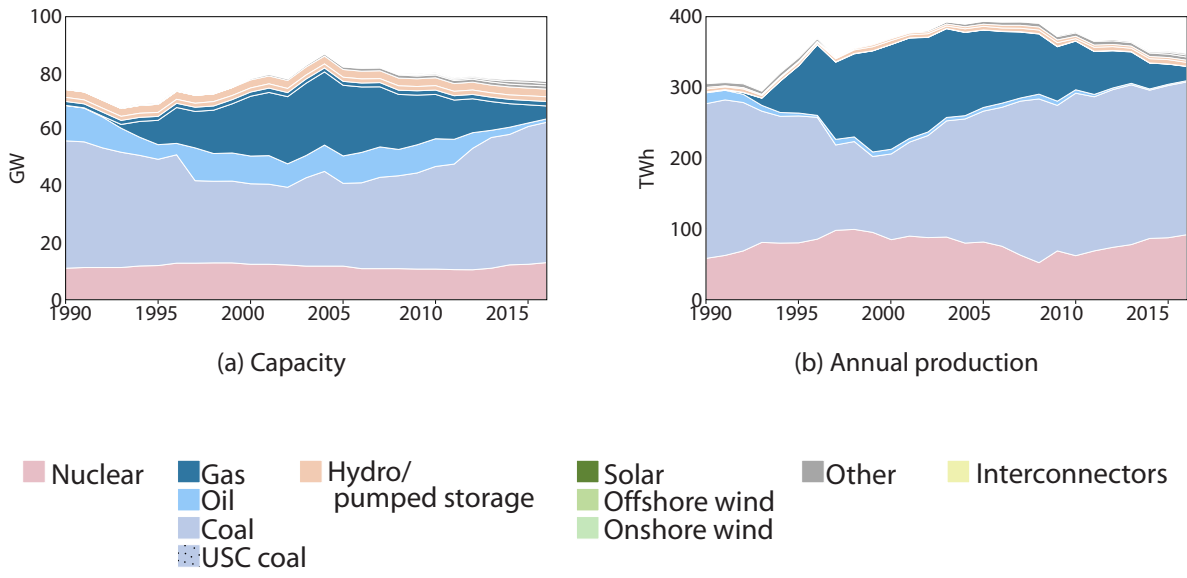 100
80
60
40
20
0
GW
1990
1995
2000
2005
2010
2015
(a) Capacity
400
300
200
100
0
TWh
1990
1995
2000
2005
2010
2015
(b) Annual production
Nuclear
Gas
Oil
Coal
USC coal
Hydro/
pumped storage
Solar
Offshore wind
Onshore wind
Other
Interconnectors